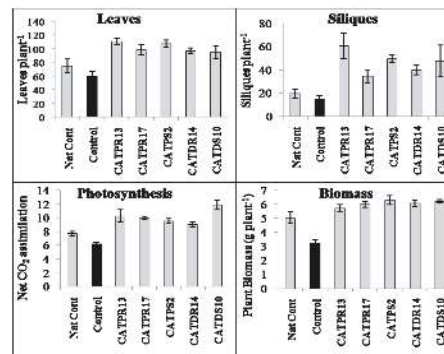 Leaves
Leaves plant-1
120
100
80
60
40
20
0
Nat Cont
Control
CATPR13
CATPR17
CATPS2
CATDR14
CATDS10
Siliques
Siliques plant-1
80
60
40
20
0
Nat Cont
Control
CATPR13
CATPR17
CATPS2
CATDR14
CATDS10
Photosynthesis
Net CO2 assimilation
14
12
10
8
6
4
2
0
Nat Cont
Control
CATPR13
CATPR17
CATPS2
CATDR14
CATDS10
Biomass
Plant Biomass (g plant-1)
7
6
5
4
3
2
1
0
Nat Cont
Control
CATPR13
CATPR17
CATPS2
CATDR14
CATDS10